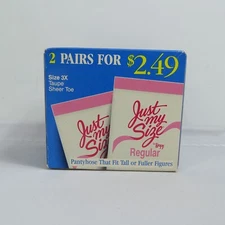 2 PAIRS FOR $2.49
Size 3X
Taupe
Sheer Toe
Just
my
Size
Just
my
Size
Regular
Pantyhose That Fit Tall or Fuller Figures